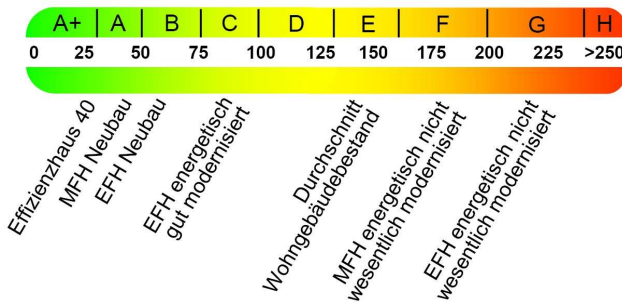 A+ A B C D E F G H
0 25 50 75 100 125 150 175 200 225 >250
Effizienzhaus 40
MFH Neubau
EFH Neubau
EFH energetisch
gut modernisiert
Durchschnitt
Wohngebäudebestand
MFH energetisch nicht
wesentlich modernisiert
EFH energetisch nicht
wesentlich modernisiert